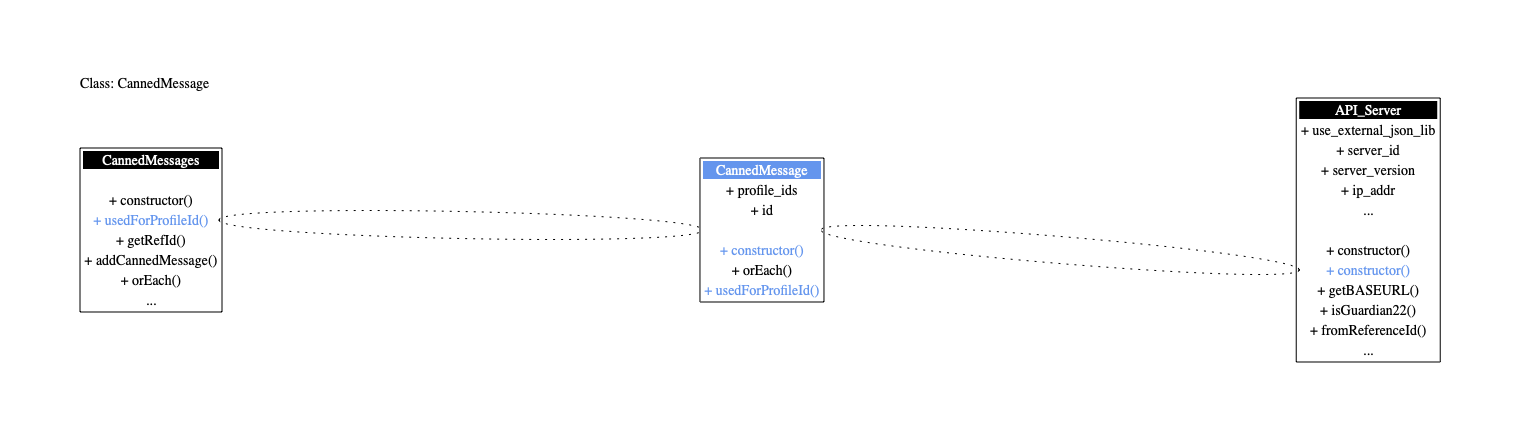 Class: CannedMessage
CannedMessages
+ constructor()
+ usedForProfileId()
+ getRefId()
+ addCannedMessage()
+ orEach()
...
CannedMessage
+ profile_ids
+ id
+ constructor()
+ orEach()
+ usedForProfileId()
API_Server
+ use_external_json_lib
+ server_id
+ server_version
+ ip_addr
...
+ constructor()
+ constructor()
+ getBASEURL()
+ isGuardian22()
+ fromReferenceId()
...